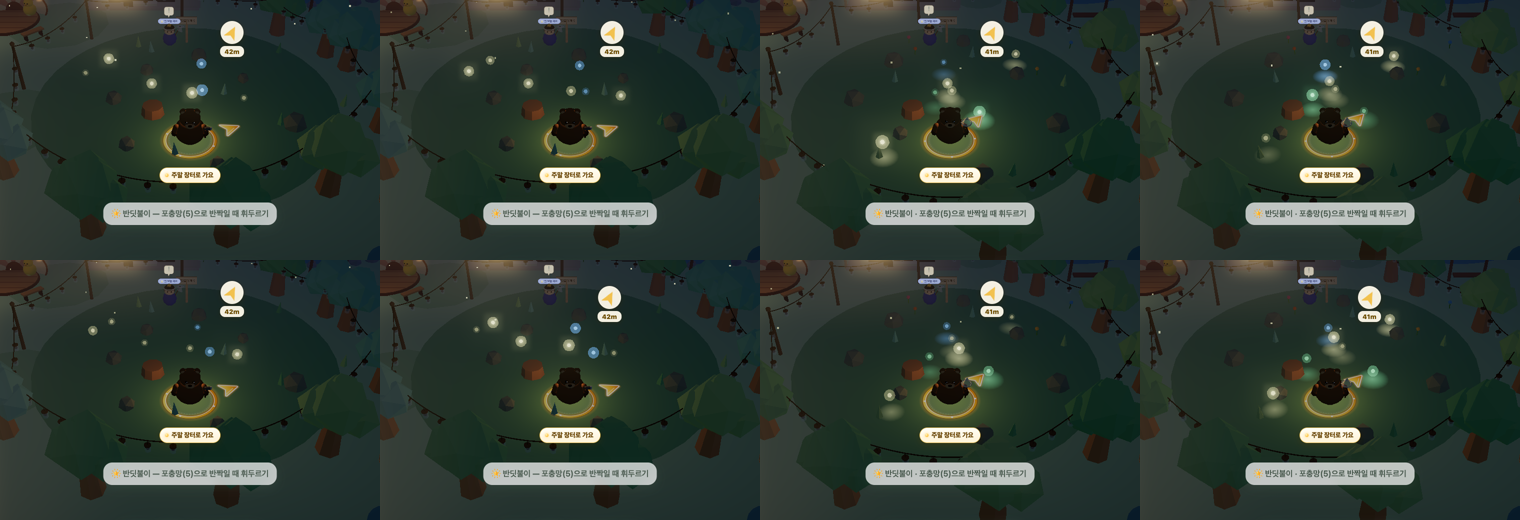 42m
주말 장터로 가요
반딧불이 — 포충망(5)으로 반짝일 때 휘두르기
42m
주말 장터로 가요
반딧불이 — 포충망(5)으로 반짝일 때 휘두르기
41m
주말 장터로 가요
반딧불이 · 포충망(5)으로 반짝일 때 휘두르기
41m
주말 장터로 가요
반딧불이 · 포충망(5)으로 반짝일 때 휘두르기
42m
주말 장터로 가요
반딧불이 — 포충망(5)으로 반짝일 때 휘두르기
42m
주말 장터로 가요
반딧불이 — 포충망(5)으로 반짝일 때 휘두르기
41m
주말 장터로 가요
반딧불이 · 포충망(5)으로 반짝일 때 휘두르기
41m
주말 장터로 가요
반딧불이 · 포충망(5)으로 반짝일 때 휘두르기